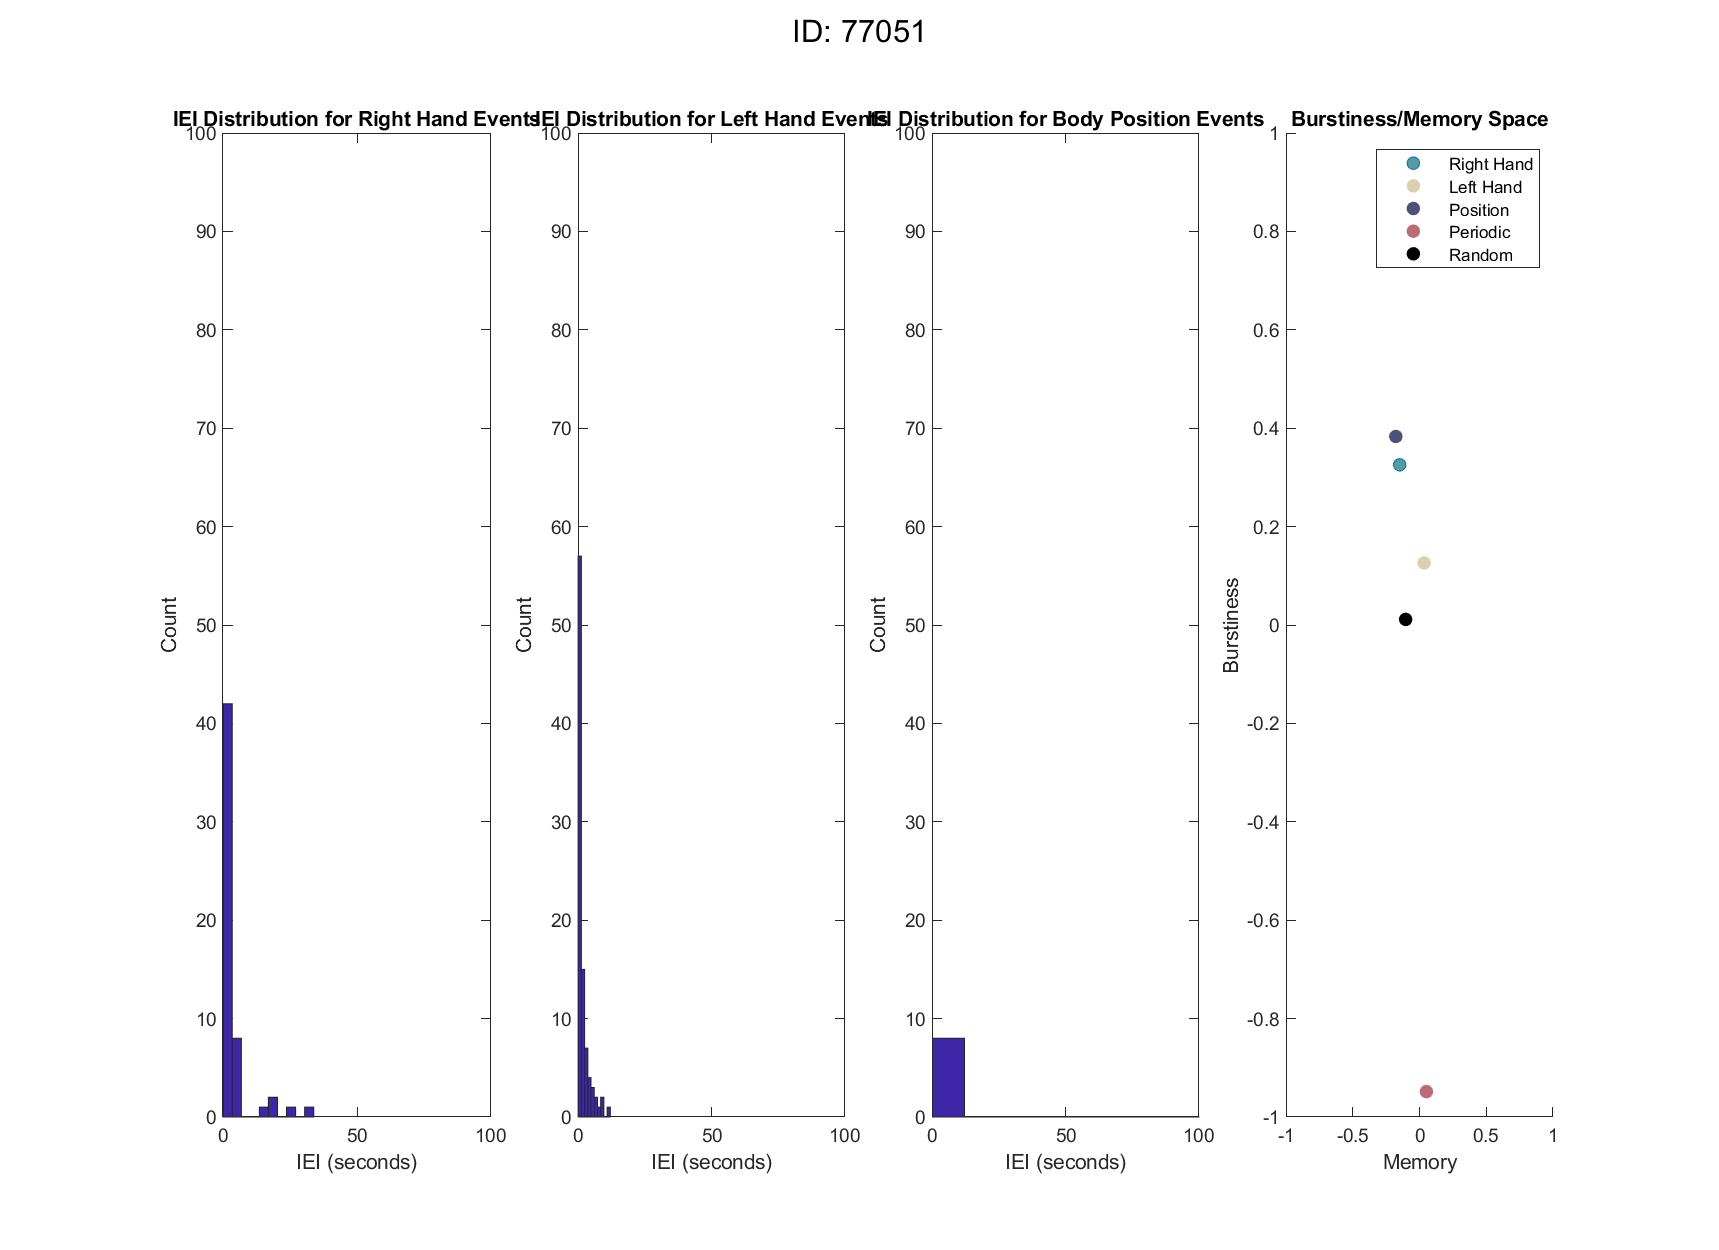 ID: 77051
IEI Distribution for Right Hand Events
100
90
80
70
60
50
40
30
20
10
0
Count
0 50 100
IEI (seconds)
IEI Distribution for Left Hand Events
100
90
80
70
60
50
40
30
20
10
0
Count
0 50 100
IEI (seconds)
IEI Distribution for Body Position Events
100
90
80
70
60
50
40
30
20
10
0
Count
0 50 100
IEI (seconds)
Burstiness/Memory Space
1
0.8
0.6
0.4
0.2
0
-0.2
-0.4
-0.6
-0.8
-1
Burstiness
-1 -0.5 0 0.5 1
Memory
Right Hand
Left Hand
Position
Periodic
Random